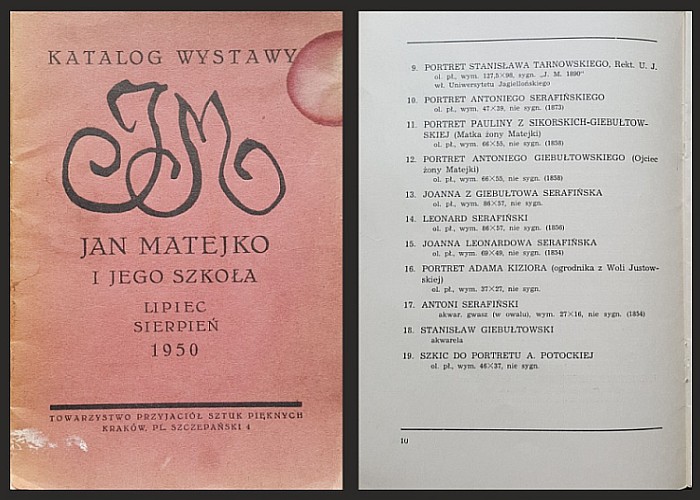 KATALOG WYSTAWY
JM
JAN MATEJKO
I JEGO SZKOŁA
LIPIEC
SIERPIEŃ
1950
TOWARZYSTWO PRZYJACIÓŁ SZTUK PIĘKNYCH
KRAKÓW, PL. SZCZEPAŃSKI 4
9. PORTRET STANISŁAWA TARNOWSKIEGO, Rekt. U. J.
ol. pł., wym. 127,5×98, sygn. „J. M. 1890"
wł. Uniwersytetu Jagiellońskiego
10. PORTRET ANTONIEGO SERAFIŃSKIEGO
ol. pł., wym. 47×39, nie sygn. (1873)
11. PORTRET PAULINY Z SIKORSKICH-GIEBUŁTOW-
SKIEJ (Matka żony Matejki)
ol. pł., wym. 66×55, nie sygn. (1858)
12. PORTRET ANTONIEGO GIEBUŁTOWSKIEGO (Ojciec
żony Matejki)
ol. pł., wym. 66×55, nie sygn. (1858)
13. JOANNA Z GIEBUŁTOWA SERAFIŃSKA
ol. pł., wym. 86×57, nie sygn.
14. LEONARD SERAFIŃSKI
ol. pł., wym. 86×57, nie sygn. (1856)
15. JOANNA LEONARDOWA SERAFIŃSKA
ol. pł., wym. 69×49, nie sygn. (1854)
16. PORTRET ADAMA KIZIORA (ogrodnika z Woli Justow-
skiej)
ol. pł., wym. 37×27, nie sygn.
17. ANTONI SERAFIŃSKI
akwar. gwasz (w owalu), wym. 27×16, nie sygn. (1854)
18. STANISŁAW GIEBUŁTOWSKI
akwarela
19. SZKIC DO PORTRETU A. POTOCKIEJ
ol. pł., wym. 46×37, nie sygn.
10